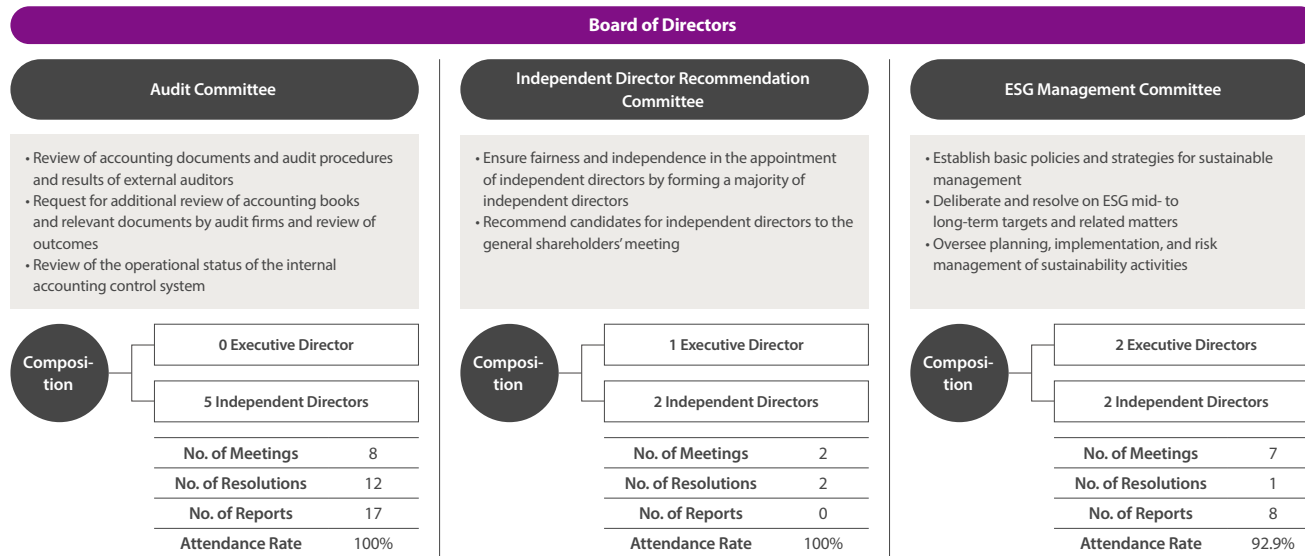 Board of Directors
Audit Committee
• Review of accounting documents and audit procedures
and results of external auditors
• Request for additional review of accounting books
and relevant documents by audit firms and review of
outcomes
• Review of the operational status of the internal
accounting control system
Composi-
tion
0 Executive Director
5 Independent Directors
No. of Meetings 8
No. of Resolutions 12
No. of Reports 17
Attendance Rate 100%
Independent Director Recommendation
Committee
• Ensure fairness and independence in the appointment
of independent directors by forming a majority of
independent directors
• Recommend candidates for independent directors to the
general shareholders' meeting
Composi-
tion
1 Executive Director
2 Independent Directors
No. of Meetings 2
No. of Resolutions 2
No. of Reports 0
Attendance Rate 100%
ESG Management Committee
• Establish basic policies and strategies for sustainable
management
• Deliberate and resolve on ESG mid- to
long-term targets and related matters
• Oversee planning, implementation, and risk
management of sustainability activities
Composi-
tion
2 Executive Directors
2 Independent Directors
No. of Meetings 7
No. of Resolutions 1
No. of Reports 8
Attendance Rate 92.9%